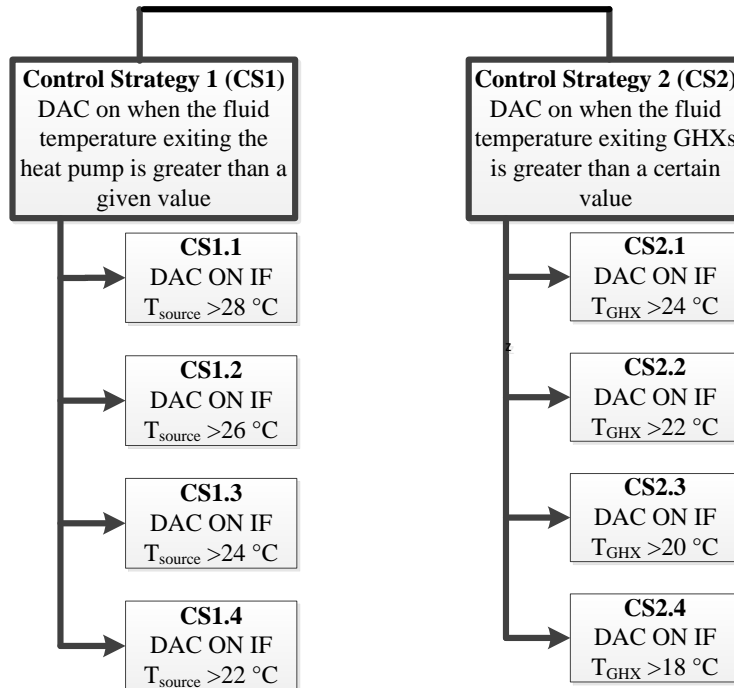 Control Strategy 1 (CS1)
DAC on when the fluid
temperature exiting the
heat pump is greater than a
given value
CS1.1
DAC ON IF
Tsource >28 °C
CS1.2
DAC ON IF
Tsource >26 °C
CS1.3
DAC ON IF
Tsource >24 °C
CS1.4
DAC ON IF
Tsource >22 °C
Control Strategy 2 (CS2)
DAC on when the fluid
temperature exiting GHXs
is greater than a certain
value
CS2.1
DAC ON IF
TGHX >24 °C
z
CS2.2
DAC ON IF
TGHX >22 °C
CS2.3
DAC ON IF
TGHX >20 °C
CS2.4
DAC ON IF
TGHX >18 °C